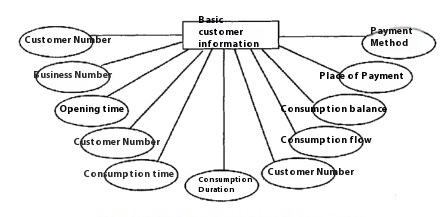 Basic
customer
information
Customer Number
Business Number
Opening time
Customer Number
Consumption time
Consumption
Duration
Customer Number
Consumption flow
Consumption balance
Place of Payment
Payment
Method